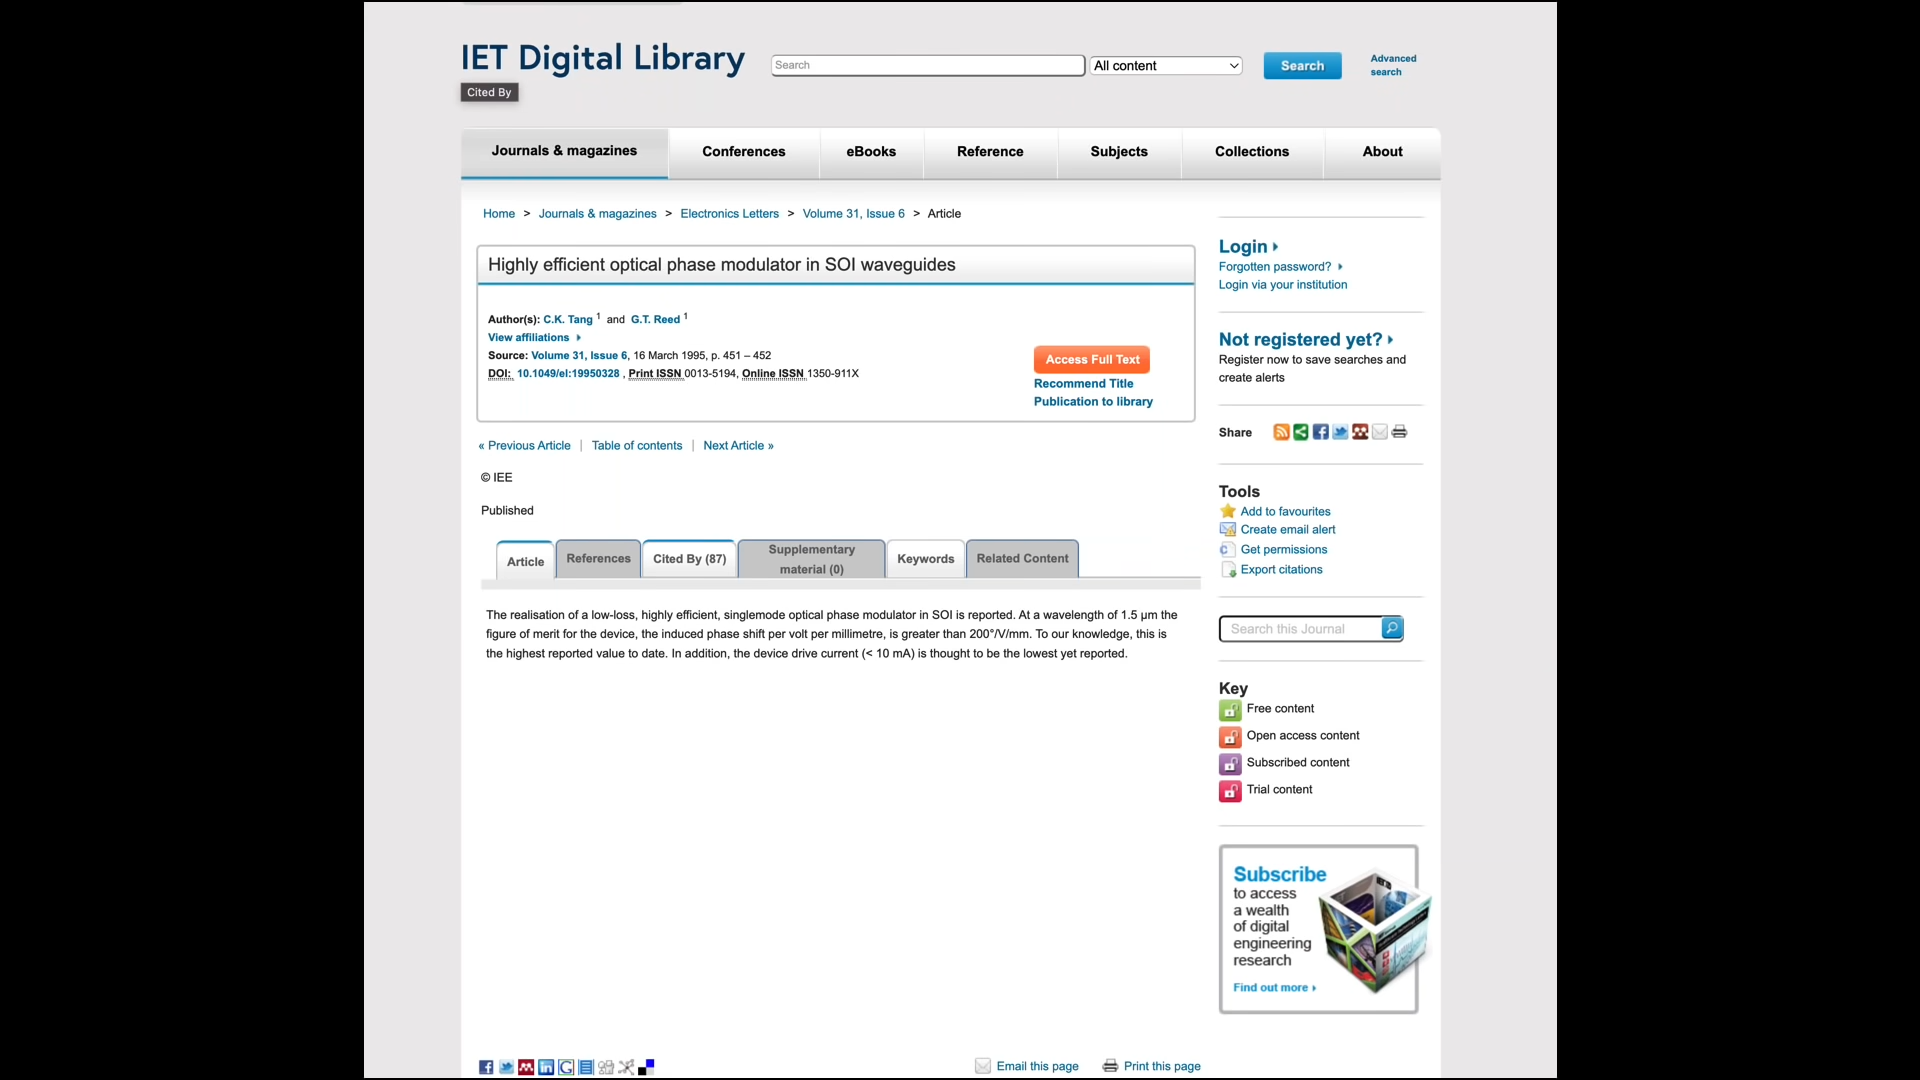 IET Digital Library
Search
All content
Search
Advanced
search
Cited By
Journals & magazines
Conferences
eBooks
Reference
Subjects
Collections
About
Home > Journals & magazines > Electronics Letters > Volume 31, Issue 6 > Article
Highly efficient optical phase modulator in SOI waveguides
Author(s): C.K. Tang 1 and G.T. Reed 1
View affiliations
Source: Volume 31, Issue 6, 16 March 1995, p. 451 – 452
DOI: 10.1049/el:19950328 , Print ISSN 0013-5194, Online ISSN 1350-911X
Access Full Text
Recommend Title
Publication to library
« Previous Article | Table of contents | Next Article »
© IEE
Published
Article
References
Cited By (87)
Supplementary
material (0)
Keywords
Related Content
The realisation of a low-loss, highly efficient, singlemode optical phase modulator in SOI is reported. At a wavelength of 1.5 µm the
figure of merit for the device, the induced phase shift per volt per millimetre, is greater than 200°/V/mm. To our knowledge, this is
the highest reported value to date. In addition, the device drive current (< 10 mA) is thought to be the lowest yet reported.
Login
Forgotten password?
Login via your institution
Not registered yet?
Register now to save searches and
create alerts
Share
Tools
Add to favourites
Create email alert
Get permissions
Export citations
Search this Journal
Key
Free content
Open access content
Subscribed content
Trial content
Subscribe
to access
a wealth
of digital
engineering
research
Find out more
Email this page
Print this page